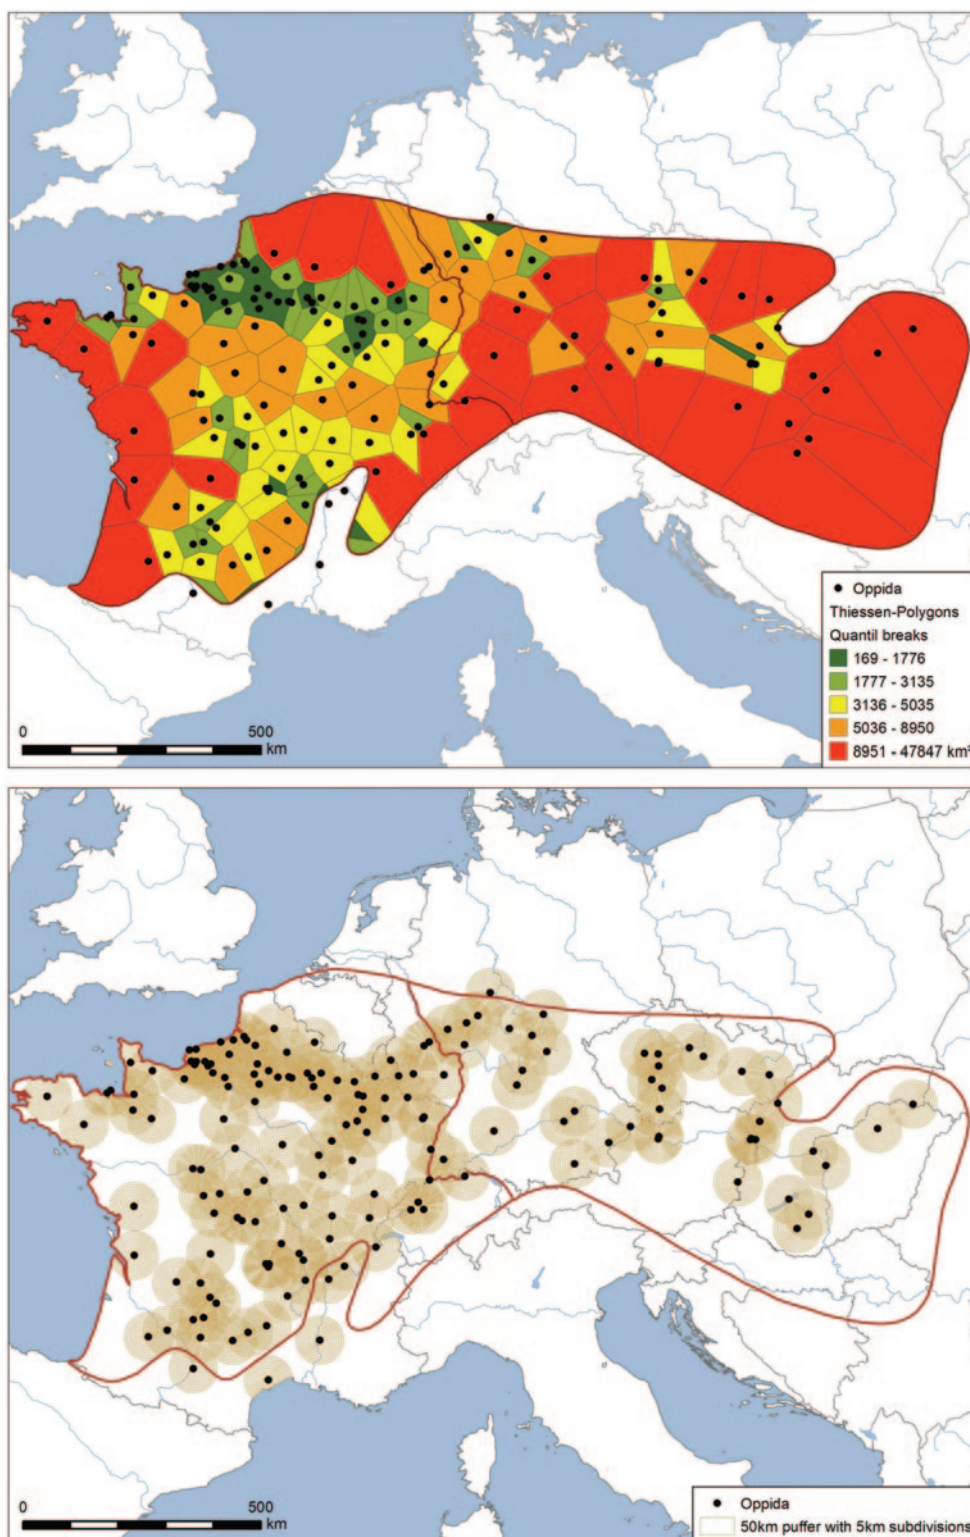 Oppida
Thiessen-Polygons
Quantil breaks
169 - 1776
1777 - 3135
3136 - 5035
5036 - 8950
8951 - 47847 km²
0 500
km
0 500
km
Oppida
50km puffer with 5km subdivisions